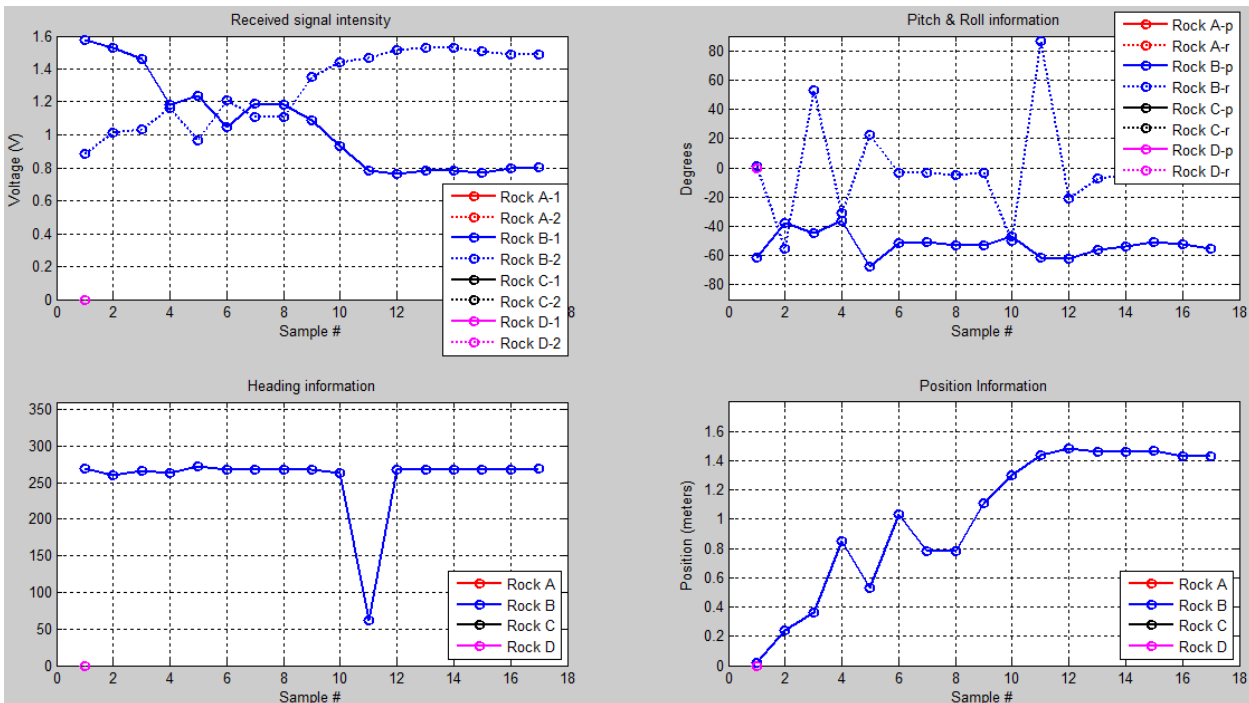 Received signal intensity
1.6
1.4
1.2
1
0.8
0.6
0.4
0.2
0
Voltage (V)
0 2 4 6 8 10 12 8
Sample #
Rock A-1
Rock A-2
Rock B-1
Rock B-2
Rock C-1
Rock C-2
Rock D-1
Rock D-2
Pitch & Roll information
80
60
40
20
0
-20
-40
-60
-80
Degrees
0 2 4 6 8 10 12 14 16 18
Sample #
Rock A-p
Rock A-r
Rock B-p
Rock B-r
Rock C-p
Rock C-r
Rock D-p
Rock D-r
Heading information
350
300
250
200
150
100
50
0
0 2 4 6 8 10 12 14 16 18
Sample #
Rock A
Rock B
Rock C
Rock D
Position Information
1.6
1.4
1.2
1
0.8
0.6
0.4
0.2
0
Position (meters)
0 2 4 6 8 10 12 14 16 18
Sample #
Rock A
Rock B
Rock C
Rock D